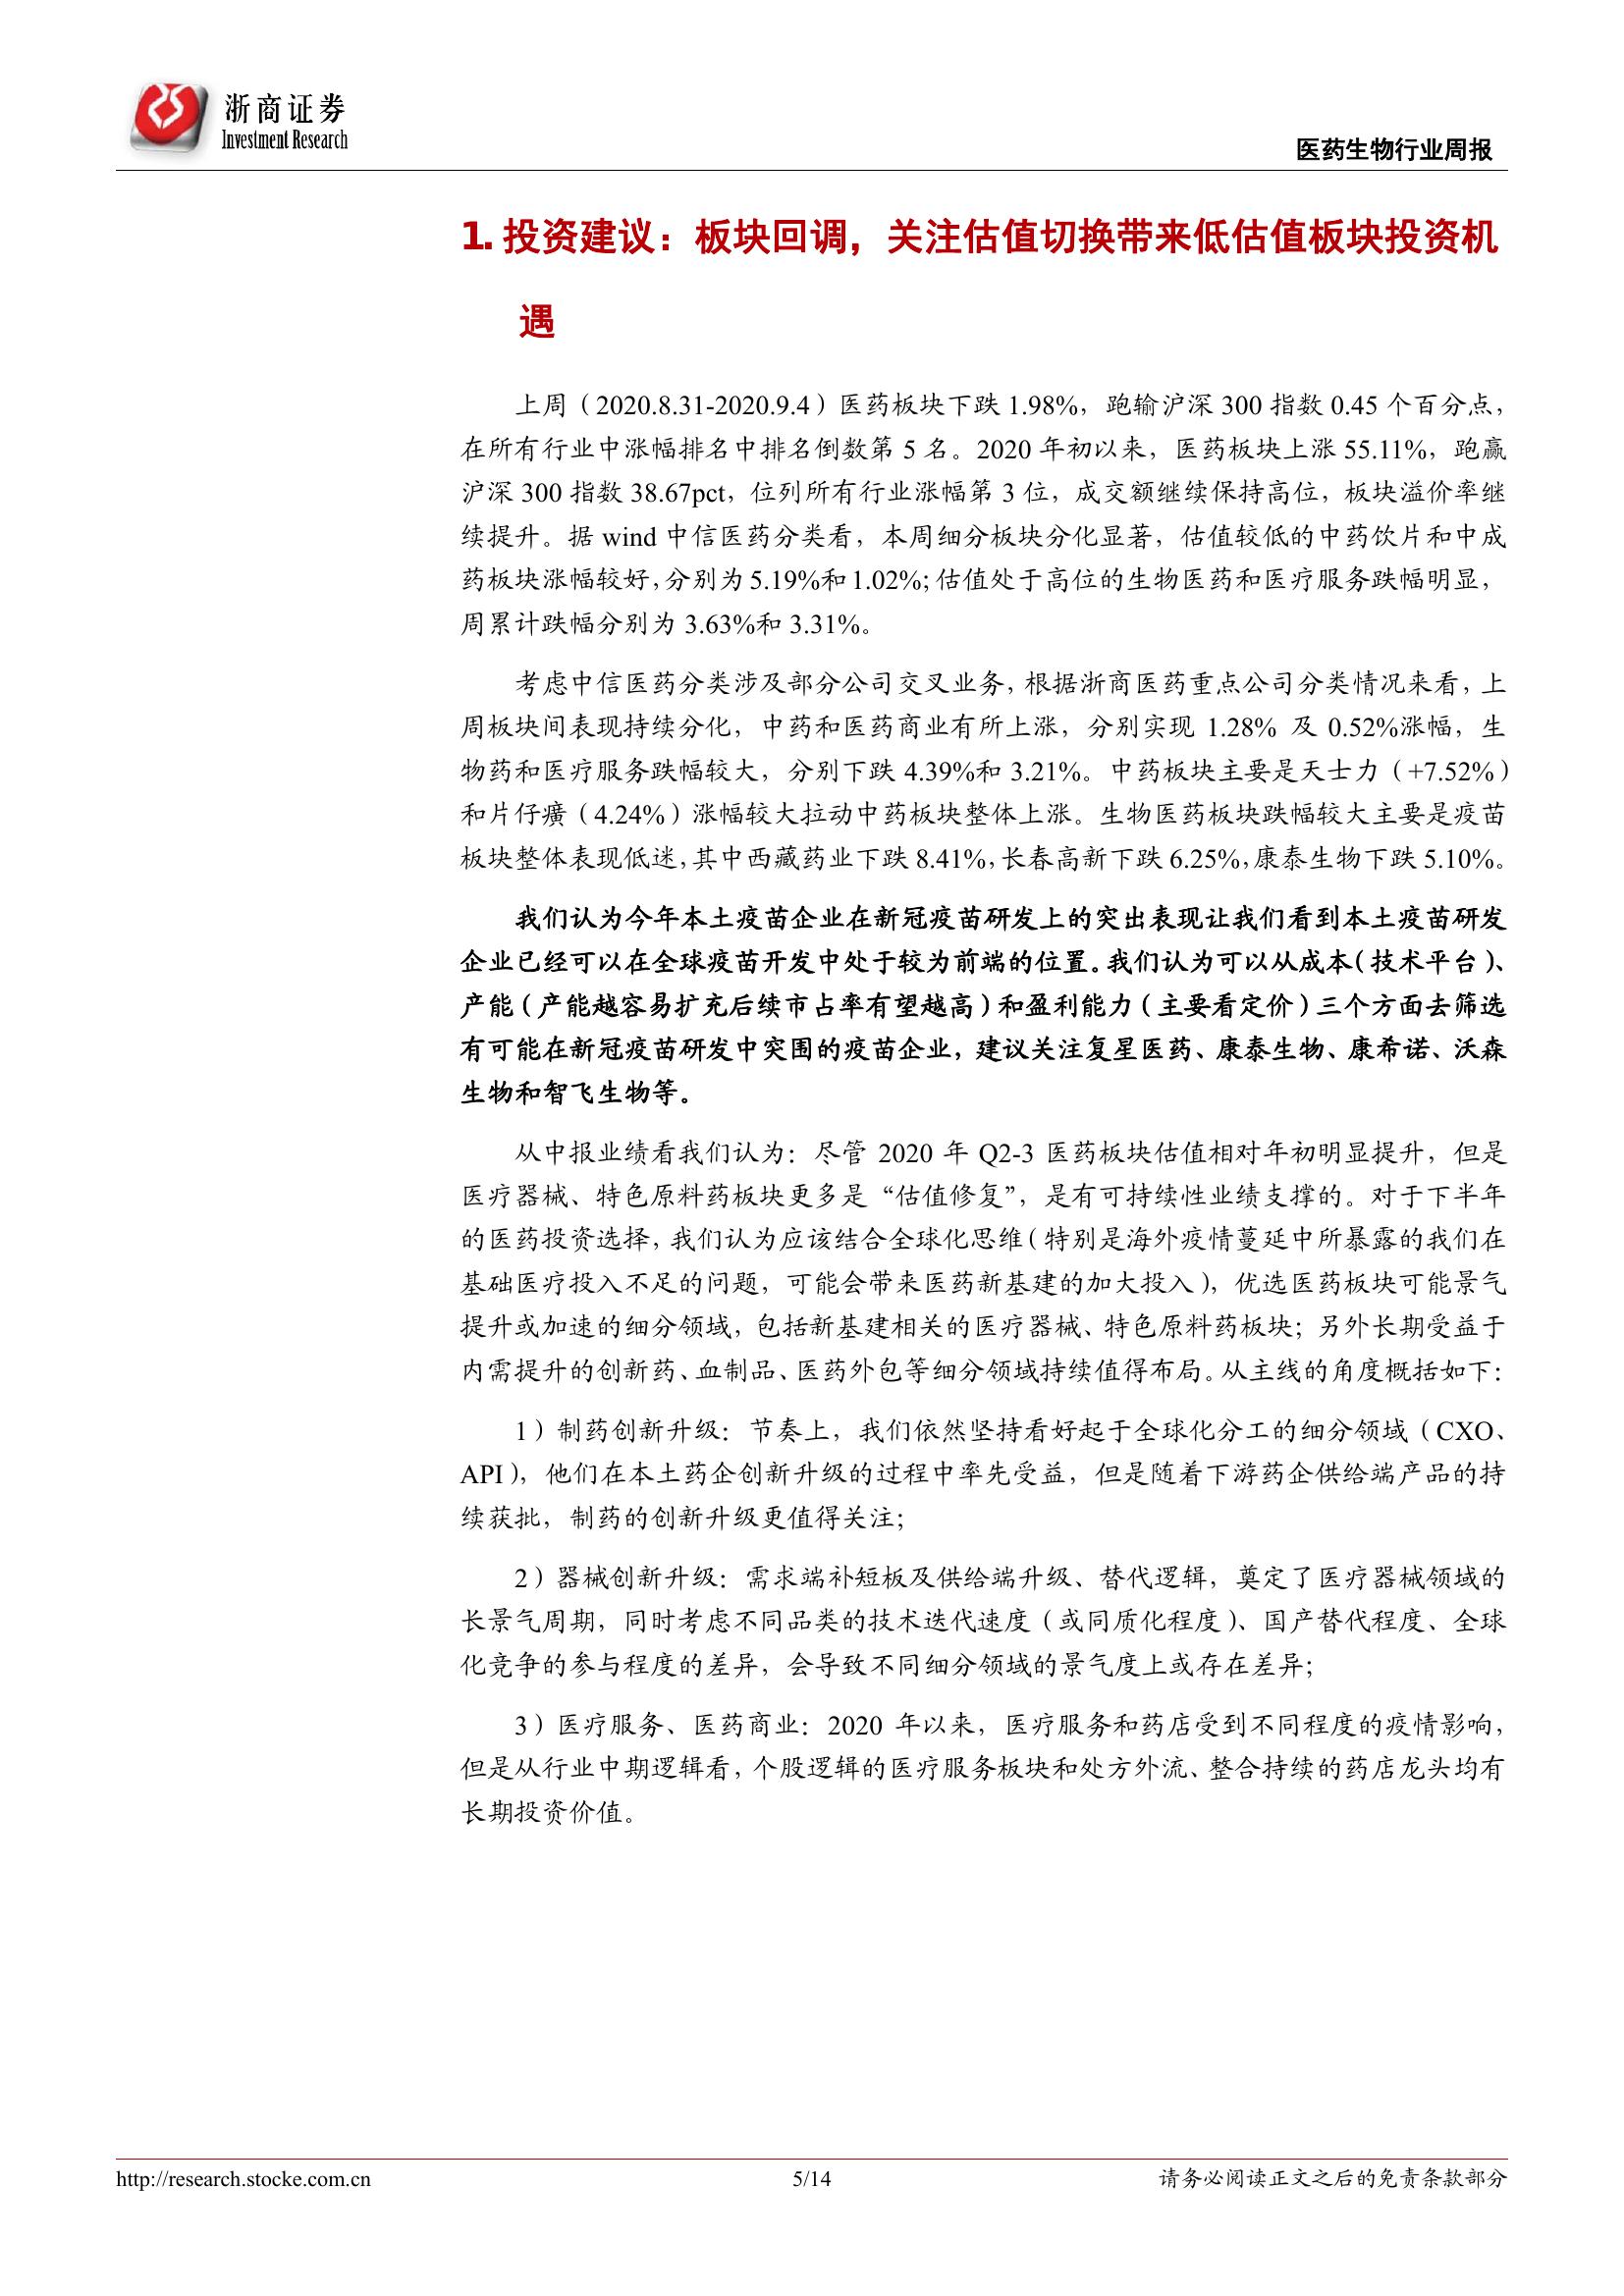 浙商证券
Investment Research
医药生物行业周报
1. 投资建议：板块回调，关注估值切换带来低估值板块投资机
遇
上周（2020.8.31-2020.9.4）医药板块下跌 1.98%，跑输沪深 300 指数 0.45 个百分点，
在所有行业中涨幅排名中排名倒数第 5 名。2020 年初以来，医药板块上涨 55.11%，跑赢
沪深 300 指数 38.67pct，位列所有行业涨幅第 3 位，成交额继续保持高位，板块溢价率继
续提升。据 wind 中信医药分类看，本周细分板块分化显著，估值较低的中药饮片和中成
药板块涨幅较好，分别为 5.19%和 1.02%；估值处于高位的生物医药和医疗服务跌幅明显，
周累计跌幅分别为 3.63%和 3.31%。
考虑中信医药分类涉及部分公司交叉业务，根据浙商医药重点公司分类情况来看，上
周板块间表现持续分化，中药和医药商业有所上涨，分别实现 1.28% 及 0.52%涨幅，生
物药和医疗服务跌幅较大，分别下跌 4.39%和 3.21%。中药板块主要是天士力（+7.52%）
和片仔癀（4.24%）涨幅较大拉动中药板块整体上涨。生物医药板块跌幅较大主要是疫苗
板块整体表现低迷，其中西藏药业下跌 8.41%，长春高新下跌 6.25%，康泰生物下跌 5.10%。
我们认为今年本土疫苗企业在新冠疫苗研发上的突出表现让我们看到本土疫苗研发
企业已经可以在全球疫苗开发中处于较为前端的位置。我们认为可以从成本（技术平台）、
产能（产能越容易扩充后续市占率有望越高）和盈利能力（主要看定价）三个方面去筛选
有可能在新冠疫苗研发中突围的疫苗企业，建议关注复星医药、康泰生物、康希诺、沃森
生物和智飞生物等。
从中报业绩看我们认为：尽管 2020 年 Q2-3 医药板块估值相对年初明显提升，但是
医疗器械、特色原料药板块更多是“估值修复”，是有可持续性业绩支撑的。对于下半年
的医药投资选择，我们认为应该结合全球化思维（特别是海外疫情蔓延中所暴露的我们在
基础医疗投入不足的问题，可能会带来医药新基建的加大投入），优选医药板块可能景气
提升或加速的细分领域，包括新基建相关的医疗器械、特色原料药板块；另外长期受益于
内需提升的创新药、血制品、医药外包等细分领域持续值得布局。从主线的角度概括如下：
1）制药创新升级：节奏上，我们依然坚持看好起于全球化分工的细分领域（CXO、
API），他们在本土药企创新升级的过程中率先受益，但是随着下游药企供给端产品的持
续获批，制药的创新升级更值得关注；
2）器械创新升级：需求端补短板及供给端升级、替代逻辑，奠定了医疗器械领域的
长景气周期，同时考虑不同品类的技术迭代速度（或同质化程度）、国产替代程度、全球
化竞争的参与程度的差异，会导致不同细分领域的景气度上或存在差异；
3）医疗服务、医药商业：2020 年以来，医疗服务和药店受到不同程度的疫情影响，
但是从行业中期逻辑看，个股逻辑的医疗服务板块和处方外流、整合持续的药店龙头均有
长期投资价值。
http://research.stocke.com.cn
5/14
请务必阅读正文之后的免责条款部分